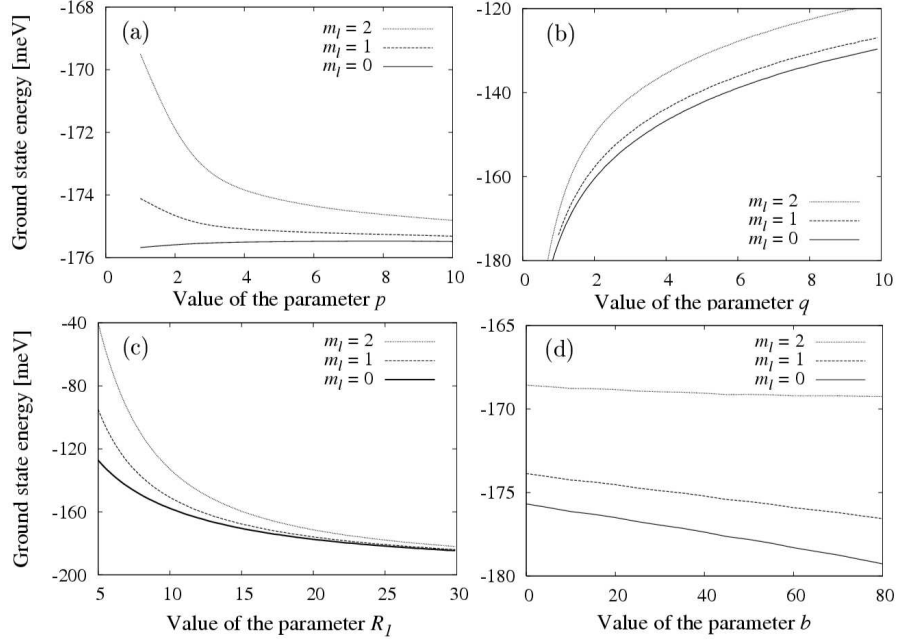 Ground state energy [meV]
-168
-170
-172
-174
-176
(a)
m_l = 2
m_l = 1
m_l = 0
0
2
4
6
8
10
Value of the parameter p
-120
-140
-160
-180
(b)
m_l = 2
m_l = 1
m_l = 0
0
2
4
6
8
10
Value of the parameter q
Ground state energy [meV]
-40
-80
-120
-160
-200
(c)
m_l = 2
m_l = 1
m_l = 0
5
10
15
20
25
30
Value of the parameter R_1
-165
-170
-175
-180
(d)
m_l = 2
m_l = 1
m_l = 0
0
20
40
60
80
Value of the parameter b